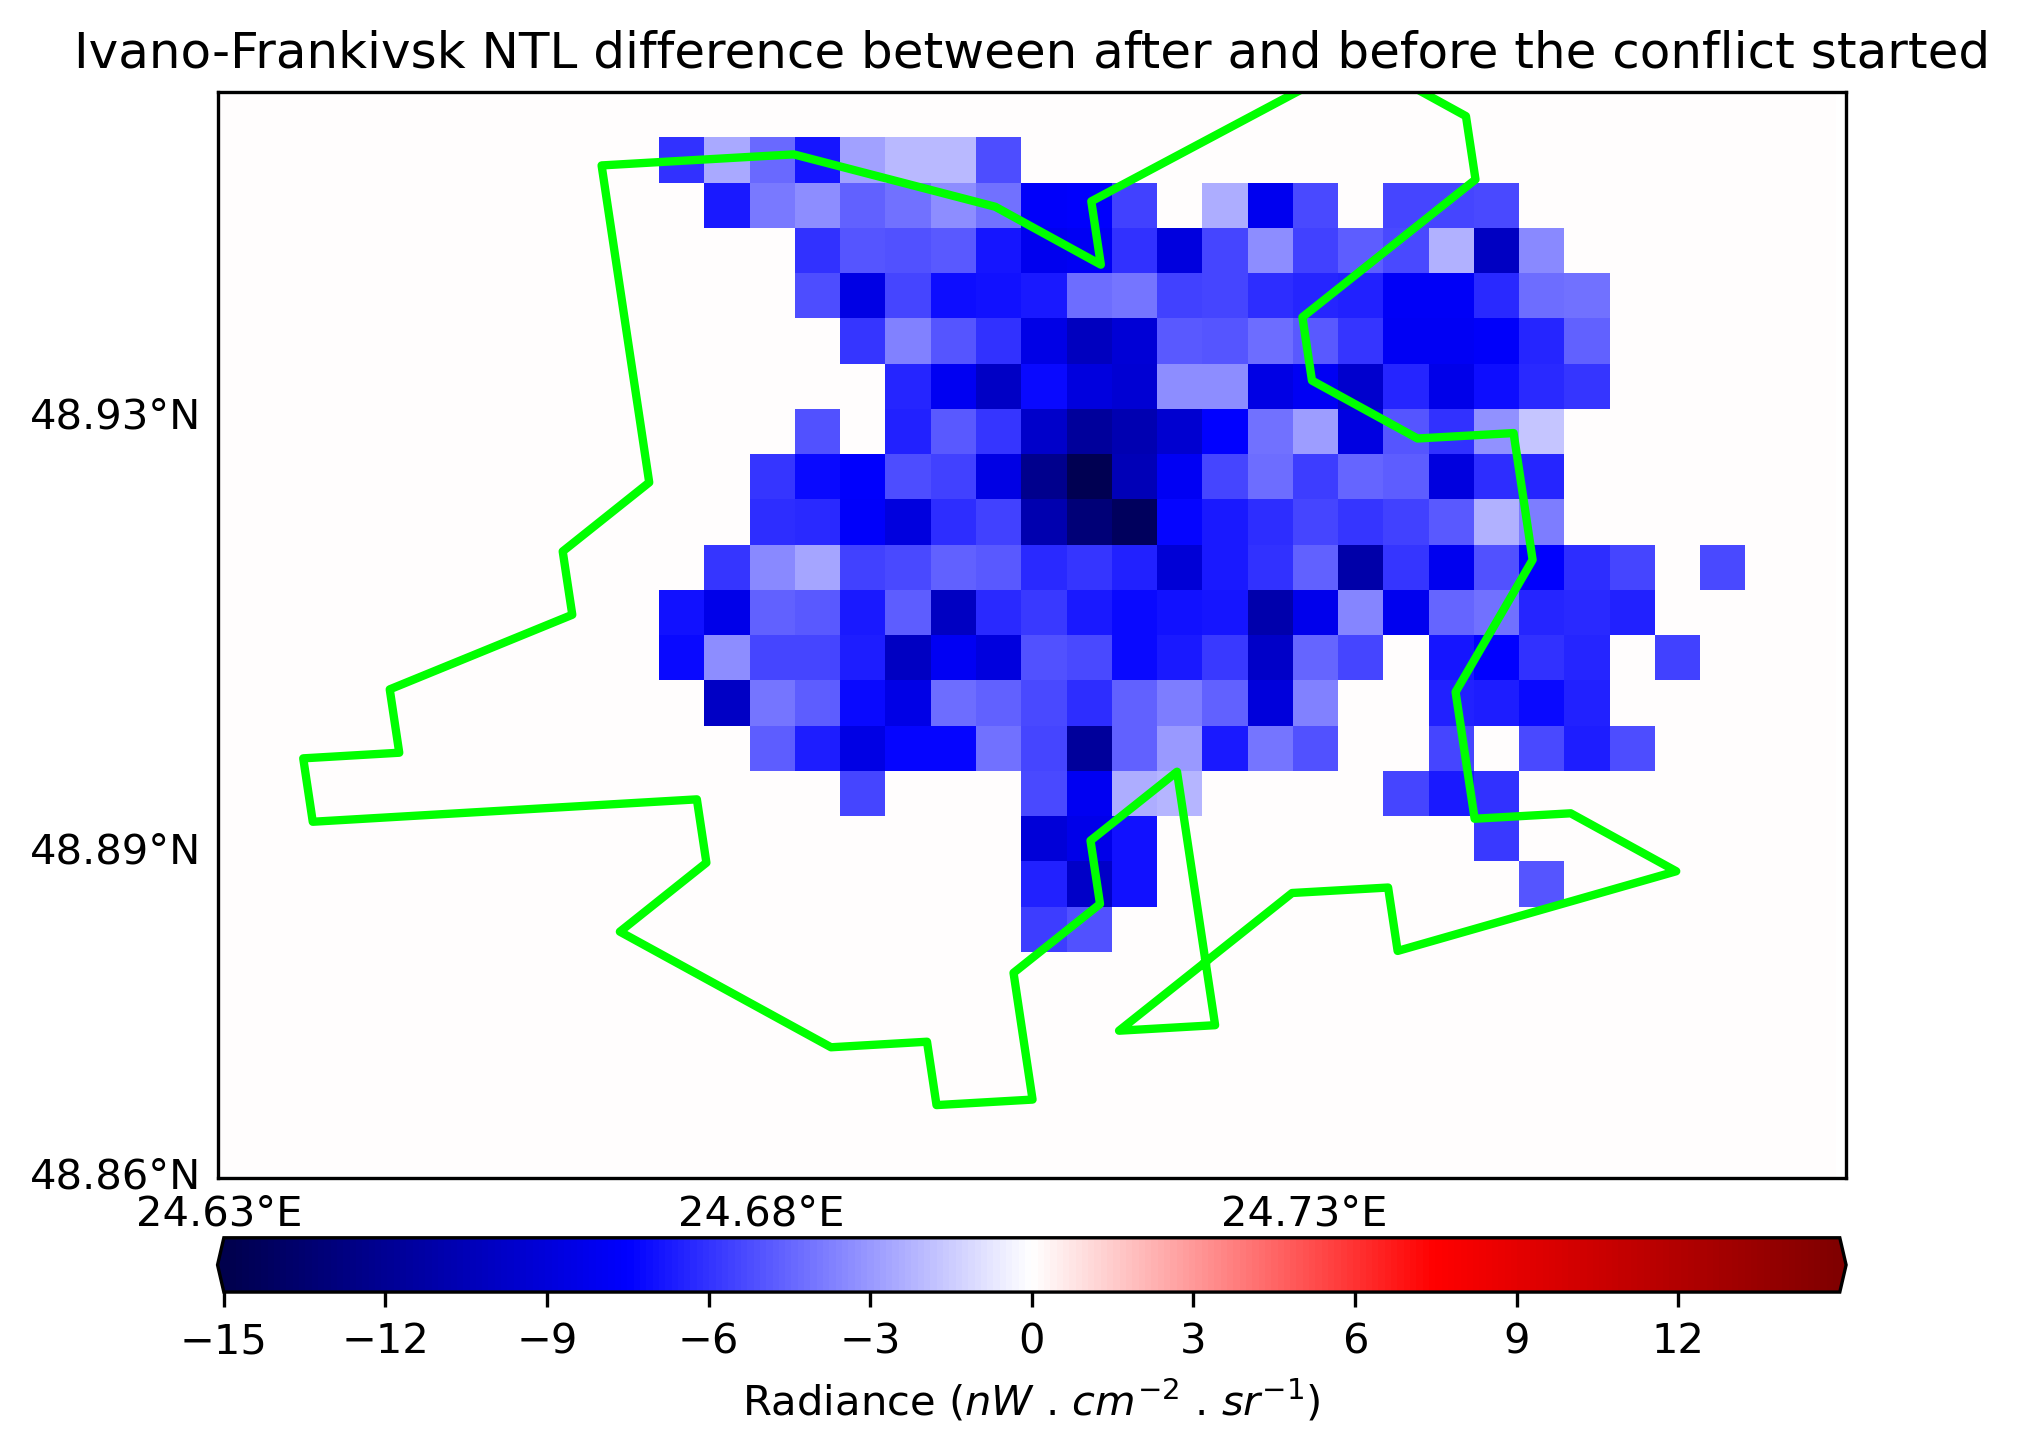 Ivano-Frankivsk NTL difference between after and before the conflict started
48.93°N
48.89°N
48.86°N
24.63°E 24.68°E 24.73°E
−15 −12 −9 −6 −3 0 3 6 9 12
Radiance (nW . cm⁻² . sr⁻¹)